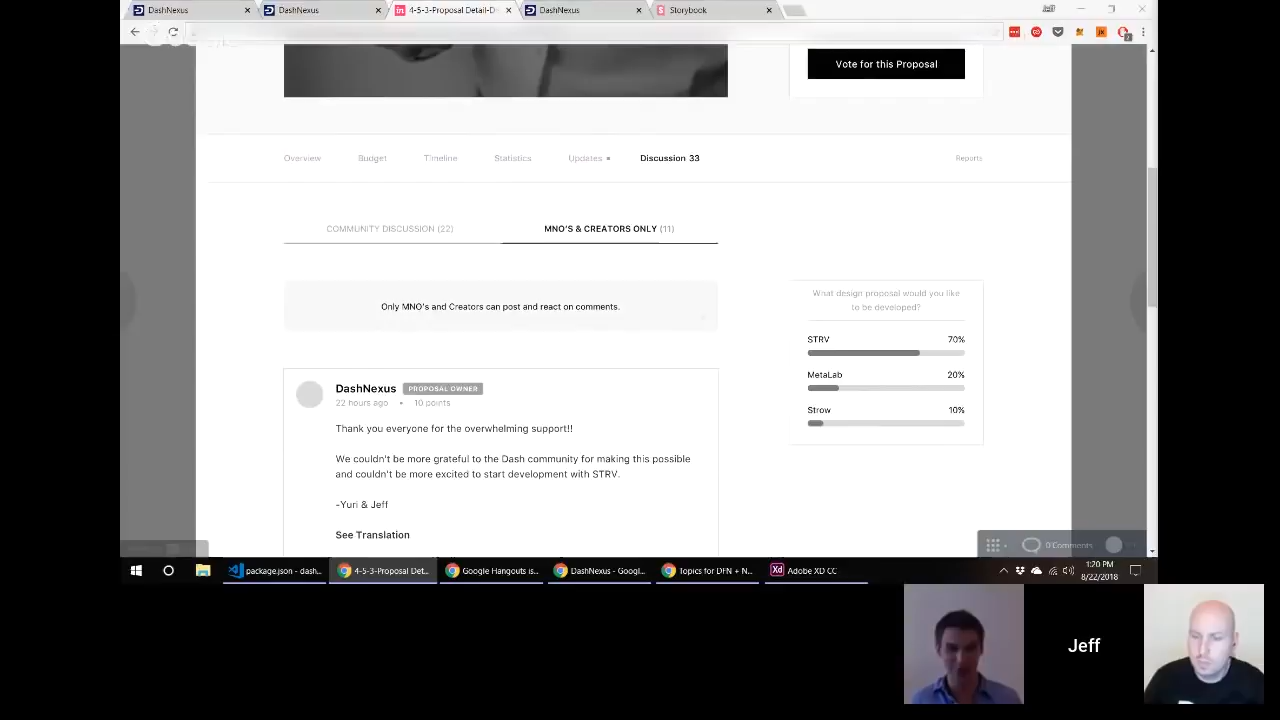 DashNexus
DashNexus
4-5-3-Proposal Detail-D
DashNexus
Storybook
Jeff
Vote for this Proposal
Overview
Budget
Timeline
Statistics
Updates
Discussion 33
Reports
COMMUNITY DISCUSSION (22)
MNO'S & CREATORS ONLY (11)
Only MNO's and Creators can post and react on comments.
What design proposal would you like
to be developed?
STRV 70%
MetaLab 20%
Strow 10%
DashNexus PROPOSAL OWNER
22 hours ago • 10 points
Thank you everyone for the overwhelming support!!
We couldn't be more grateful to the Dash community for making this possible
and couldn't be more excited to start development with STRV.
-Yuri & Jeff
See Translation
0 Comments
package.json - dash...
4-5-3-Proposal Det...
Google Hangouts is...
DashNexus - Googl...
Topics for DFN + N...
Xd Adobe XD CC
1:20 PM
8/22/2018
Jeff